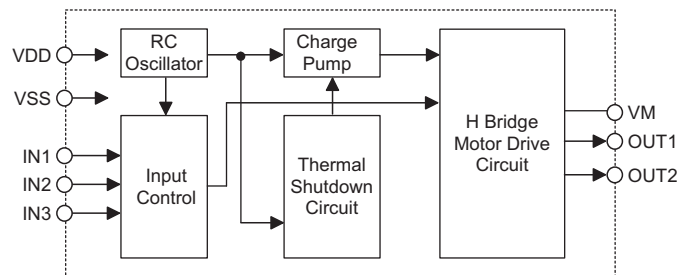 VDD
VSS
IN1
IN2
IN3
RC
Oscillator
Charge
Pump
Input
Control
Thermal
Shutdown
Circuit
H Bridge
Motor Drive
Circuit
VM
OUT1
OUT2